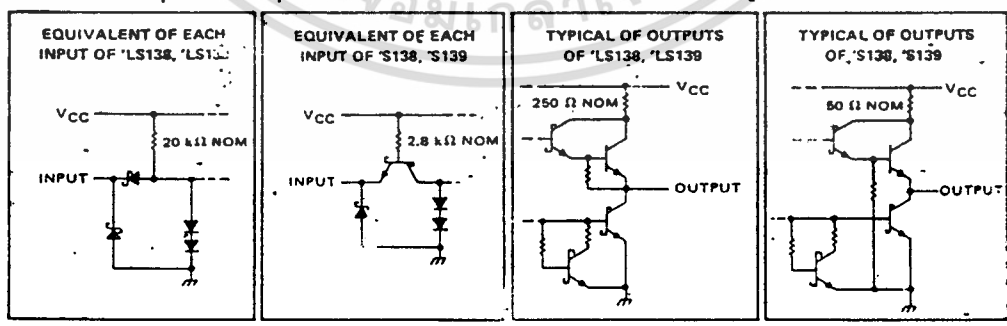 EQUIVALENT OF EACH
INPUT OF 'LS138,
VCC
20 kΩ NOM
INPUT
EQUIVALENT OF EACH
INPUT OF 'S138, 'S139
VCC
2.8 kΩ NOM
INPUT
TYPICAL OF OUTPUTS
OF 'LS138, 'LS139
VCC
250 Ω NOM
OUTPUT
TYPICAL OF OUTPUTS
OF 'S138, 'S139
VCC
50 Ω NOM
OUTPUT